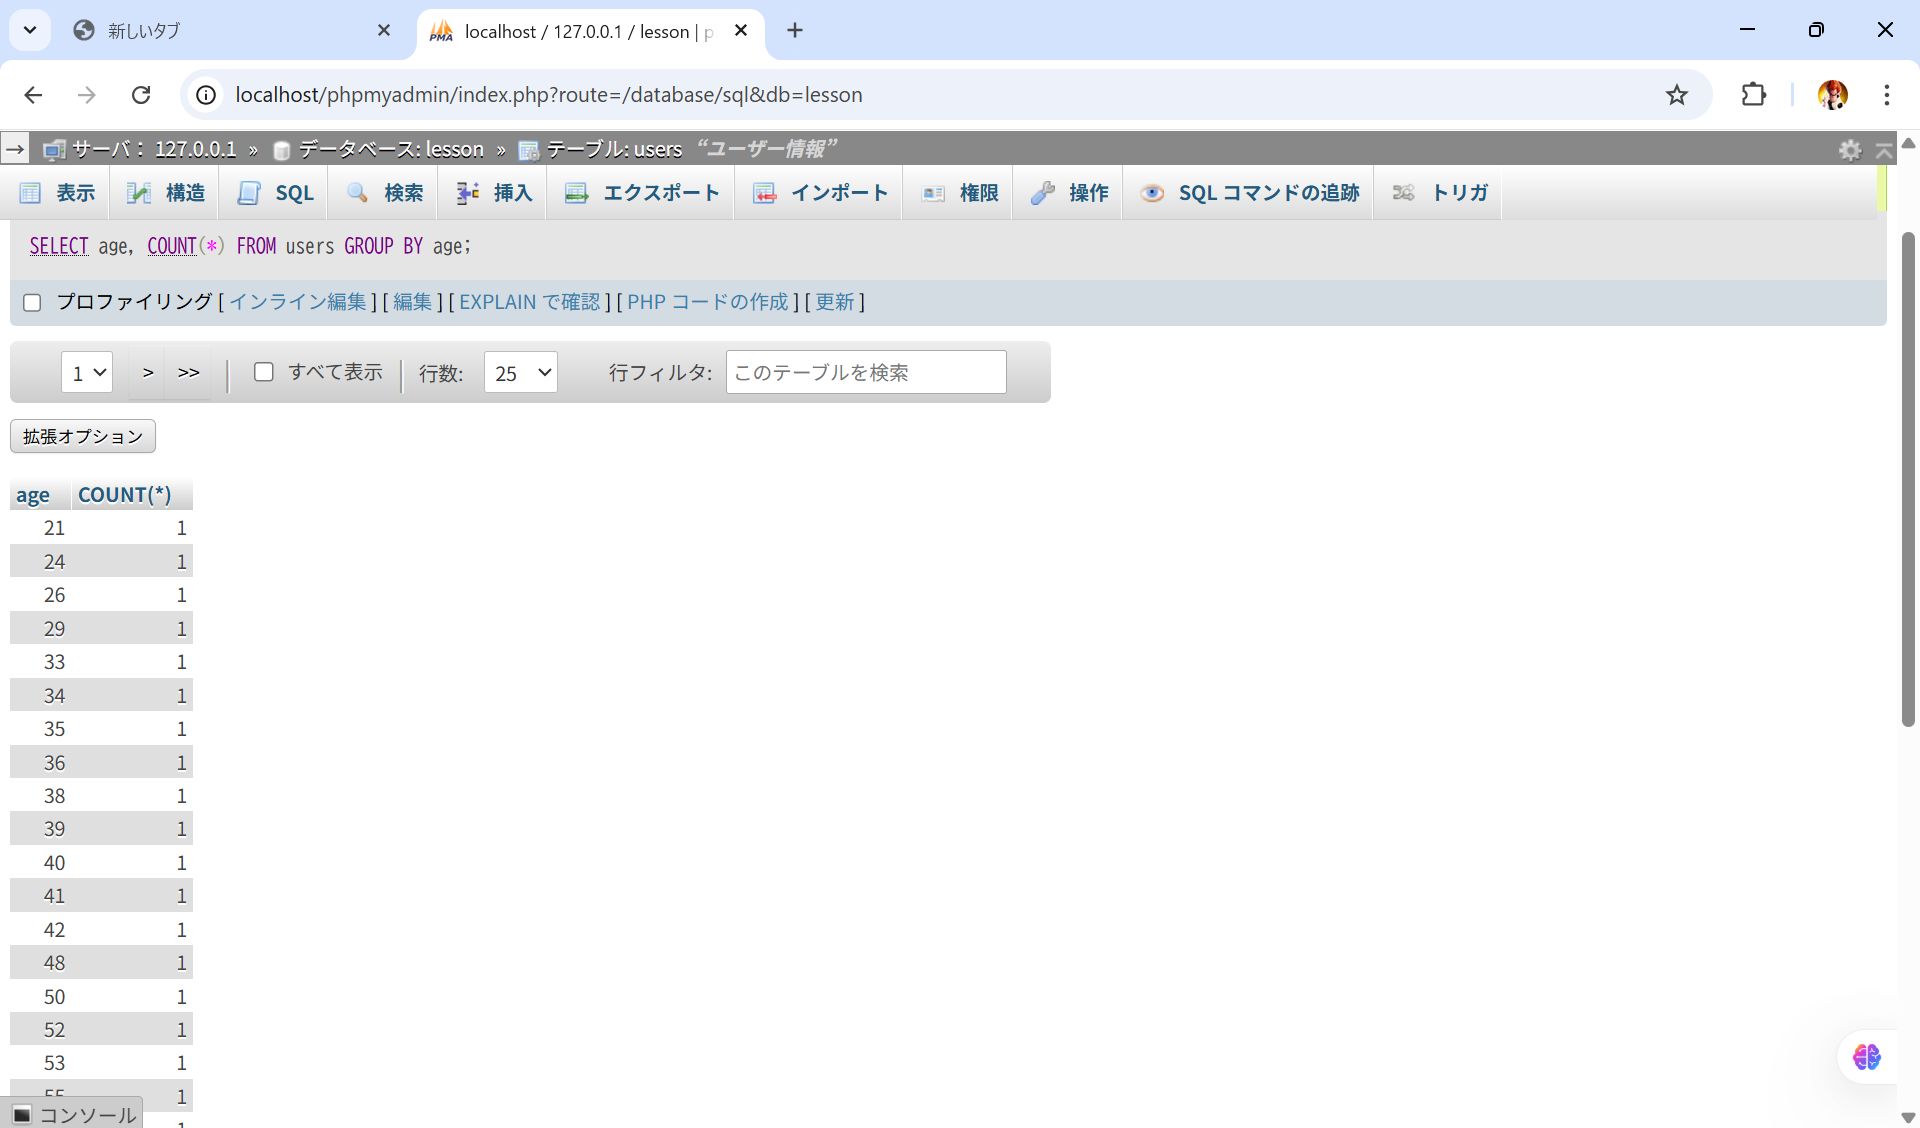 新しいタブ
localhost / 127.0.0.1 / lesson | p
localhost/phpmyadmin/index.php?route=/database/sql&db=lesson
サーバ: 127.0.0.1 » データベース: lesson » テーブル: users “ユーザー情報”
表示 構造 SQL 検索 挿入 エクスポート インポート 権限 操作 SQL コマンドの追跡 トリガ
SELECT age, COUNT(*) FROM users GROUP BY age;
プロファイリング [ インライン編集 ] [ 編集 ] [ EXPLAIN で確認 ] [ PHP コードの作成 ] [ 更新 ]
1 > >> すべて表示 行数: 25 行フィルタ: このテーブルを検索
拡張オプション
age COUNT(*)
21 1
24 1
26 1
29 1
33 1
34 1
35 1
36 1
38 1
39 1
40 1
41 1
42 1
48 1
50 1
52 1
53 1
55 1
コンソール